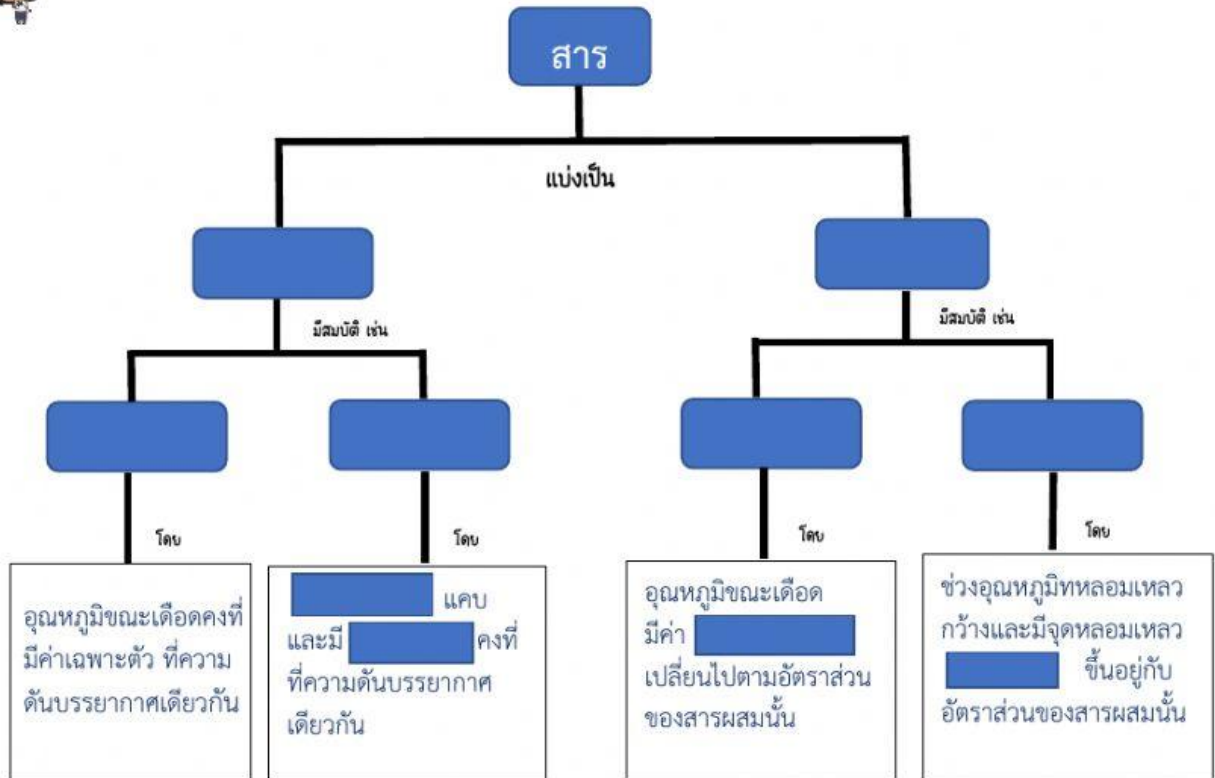 สาร
แบ่งเป็น
มีสมบัติ เช่น
มีสมบัติ เช่น
โดย
โดย
โดย
โดย
อุณหภูมิขณะเดือดคงที่
มีค่าเฉพาะตัว ที่ความ
ดันบรรยากาศเดียวกัน
แคบ
และมี คงที่
ที่ความดันบรรยากาศ
เดียวกัน
อุณหภูมิขณะเดือด
มีค่า
เปลี่ยนไปตามอัตราส่วน
ของสารผสมนั้น
ช่วงอุณหภูมิทหลอมเหลว
กว้างและมีจุดหลอมเหลว
ขึ้นอยู่กับ
อัตราส่วนของสารผสมนั้น